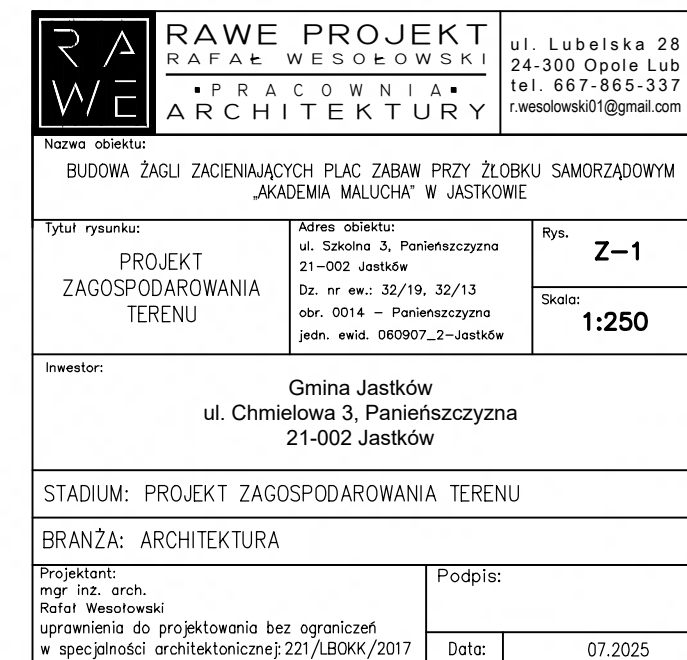 RA
WE
RAWE PROJEKT
RAFAŁ WESOŁOWSKI
▪PRACOWNIA▪
ARCHITEKTURY
ul. Lubelska 28
24-300 Opole Lub
tel. 667-865-337
r.wesolowski01@gmail.com
Nazwa obiektu:
BUDOWA ŻAGLI ZACIENIAJĄCYCH PLAC ZABAW PRZY ŻŁOBKU SAMORZĄDOWYM
„AKADEMIA MALUCHA" W JASTKOWIE
Tytuł rysunku:
PROJEKT
ZAGOSPODAROWANIA
TERENU
Adres obiektu:
ul. Szkolna 3, Panieńszczyzna
21-002 Jastków
Dz. nr ew.: 32/19, 32/13
obr. 0014 - Panieńszczyzna
jedn. ewid. 060907_2-Jastków
Rys.
Z-1
Skala:
1:250
Inwestor:
Gmina Jastków
ul. Chmielowa 3, Panieńszczyzna
21-002 Jastków
STADIUM: PROJEKT ZAGOSPODAROWANIA TERENU
BRANŻA: ARCHITEKTURA
Projektant:
mgr inż. arch.
Rafał Wesołowski
uprawnienia do projektowania bez ograniczeń
w specjalności architektonicznej: 221/LBOKK/2017
Podpis:
Data:
07.2025